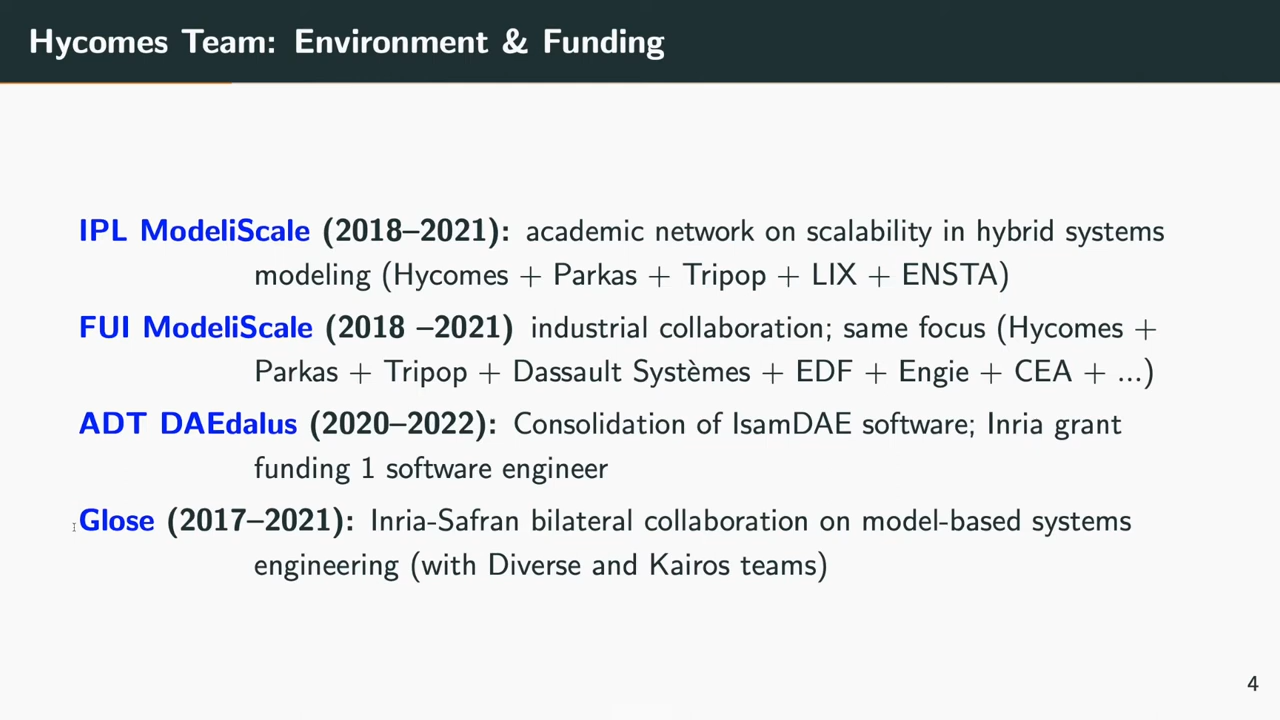 Hycomes Team: Environment & Funding
IPL ModeliScale (2018–2021): academic network on scalability in hybrid systems
modeling (Hycomes + Parkas + Tripop + LIX + ENSTA)
FUI ModeliScale (2018 –2021) industrial collaboration; same focus (Hycomes +
Parkas + Tripop + Dassault Systèmes + EDF + Engie + CEA + ...)
ADT DAEdalus (2020–2022): Consolidation of IsamDAE software; Inria grant
funding 1 software engineer
Glose (2017–2021): Inria-Safran bilateral collaboration on model-based systems
engineering (with Diverse and Kairos teams)
4